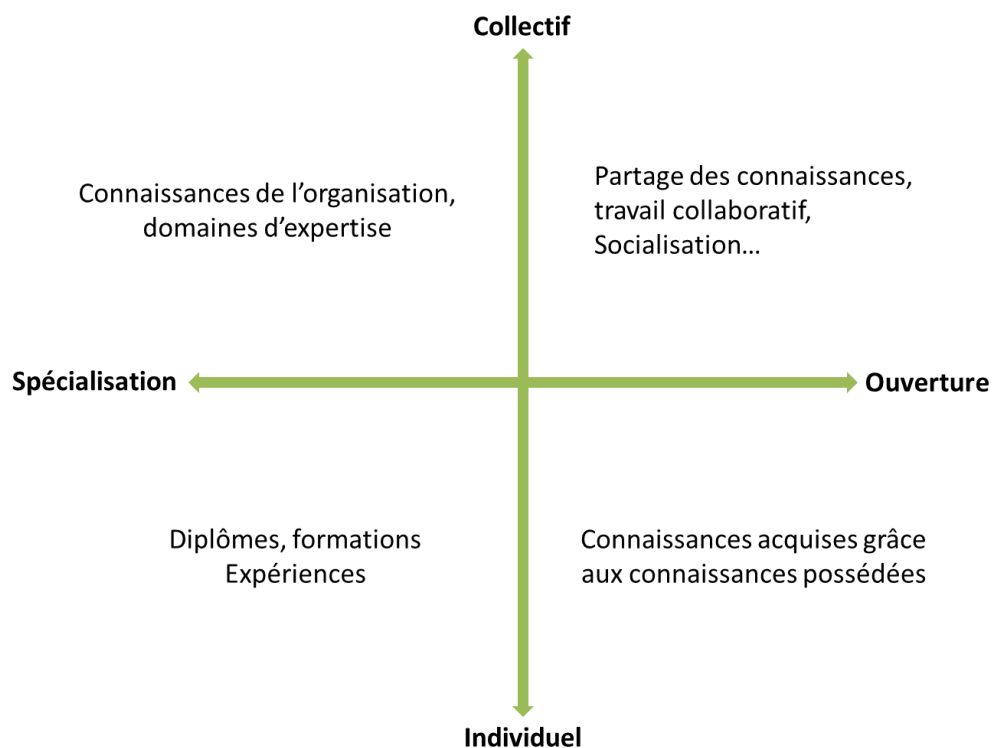 Collectif
Connaissances de l’organisation,
domaines d’expertise
Partage des connaissances,
travail collaboratif,
Socialisation...
Spécialisation
Ouverture
Diplômes, formations
Expériences
Connaissances acquises grâce
aux connaissances possédées
Individuel